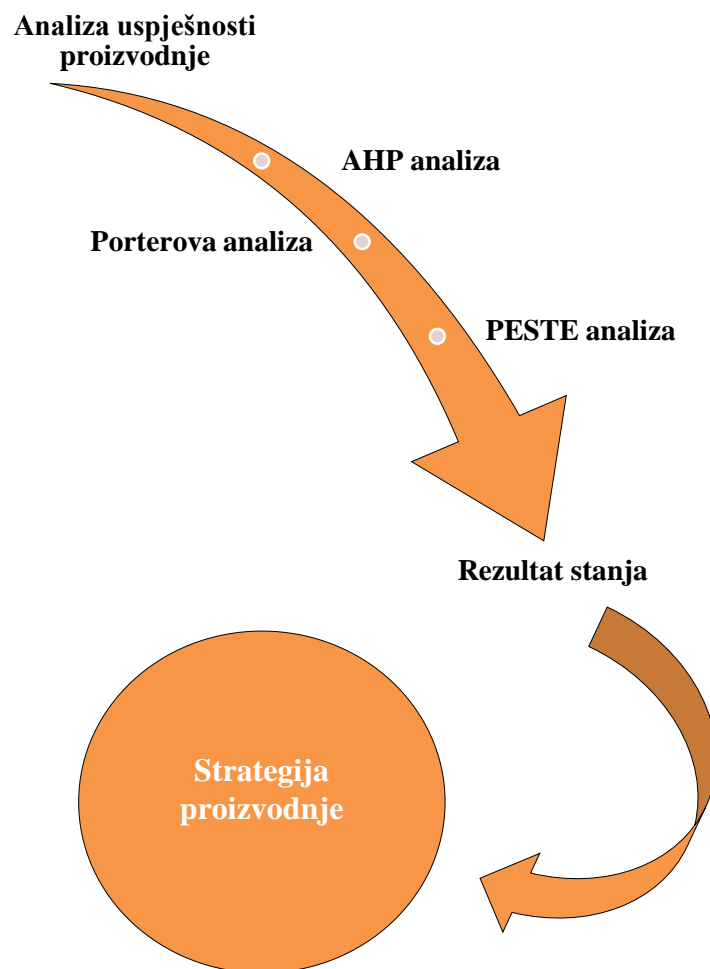 Analiza uspješnosti
proizvodnje
AHP analiza
Porterova analiza
PESTE analiza
Rezultat stanja
Strategija
proizvodnje